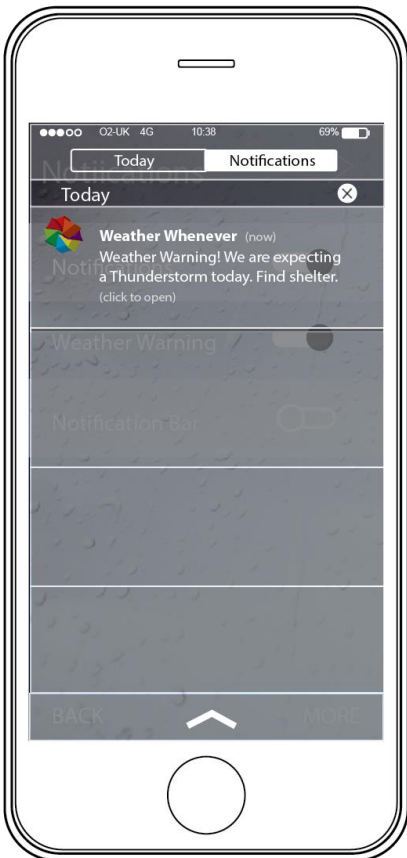 O2-UK 4G 10:38 69%
Today Notifications
Notiications
Today
Weather Whenever (now)
Weather Warning! We are expecting
a Thunderstorm today. Find shelter.
(click to open)
Notifications
Weather Warning
Notification Bar
BACK MORE